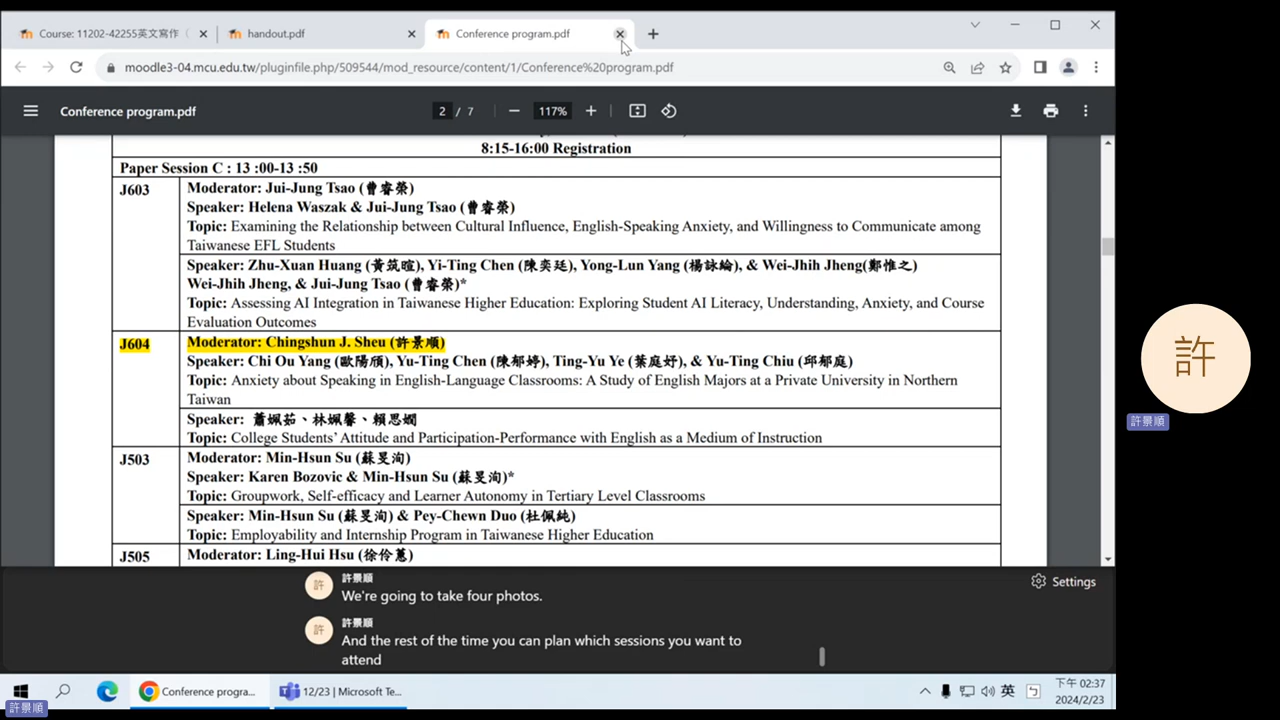 Course: 11202-42255英文寫作（
handout.pdf
Conference program.pdf
moodle3-04.mcu.edu.tw/pluginfile.php/509544/mod_resource/content/1/Conference%20program.pdf
Conference program.pdf
2 / 7
117%
8:15-16:00 Registration
Paper Session C : 13 :00-13 :50
J603
Moderator: Jui-Jung Tsao (曹睿榮)
Speaker: Helena Waszak & Jui-Jung Tsao (曹睿榮)
Topic: Examining the Relationship between Cultural Influence, English-Speaking Anxiety, and Willingness to Communicate among
Taiwanese EFL Students
Speaker: Zhu-Xuan Huang (黃筑暄), Yi-Ting Chen (陳奕廷), Yong-Lun Yang (楊詠綸), & Wei-Jhih Jheng(鄭惟之)
Wei-Jhih Jheng, & Jui-Jung Tsao (曹睿榮)*
Topic: Assessing AI Integration in Taiwanese Higher Education: Exploring Student AI Literacy, Understanding, Anxiety, and Course
Evaluation Outcomes
J604
Moderator: Chingshun J. Sheu (許景順)
Speaker: Chi Ou Yang (歐陽頎), Yu-Ting Chen (陳郁婷), Ting-Yu Ye (葉庭妤), & Yu-Ting Chiu (邱郁庭)
Topic: Anxiety about Speaking in English-Language Classrooms: A Study of English Majors at a Private University in Northern
Taiwan
Speaker: 蕭姵茹、林姵馨、賴思嫺
Topic: College Students' Attitude and Participation-Performance with English as a Medium of Instruction
J503
Moderator: Min-Hsun Su (蘇旻洵)
Speaker: Karen Bozovic & Min-Hsun Su (蘇旻洵)*
Topic: Groupwork, Self-efficacy and Learner Autonomy in Tertiary Level Classrooms
Speaker: Min-Hsun Su (蘇旻洵) & Pey-Chewn Duo (杜佩純)
Topic: Employability and Internship Program in Taiwanese Higher Education
J505
Moderator: Ling-Hui Hsu (徐伶蕙)
許
許景順
許
許景順
We're going to take four photos.
許
許景順
And the rest of the time you can plan which sessions you want to
attend
Settings
Conference progra...
12/23 | Microsoft Te...
英
下午 02:37
2024/2/23
許景順